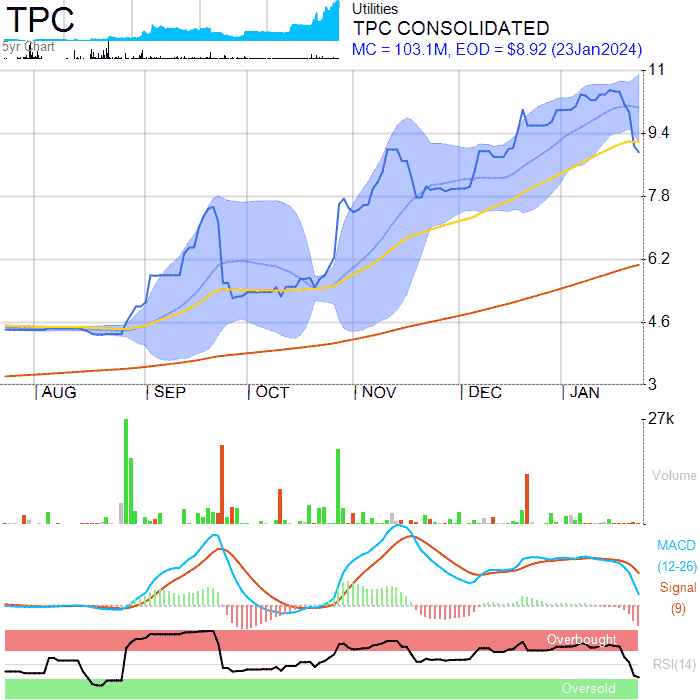 TPC
5yr Chart
Utilities
TPC CONSOLIDATED
MC = 103.1M, EOD = $8.92 (23Jan2024)
11
9.4
7.8
6.2
4.6
3
AUG SEP OCT NOV DEC JAN
27k
Volume
MACD
(12-26)
Signal
(9)
Overbought
RSI(14)
Oversold